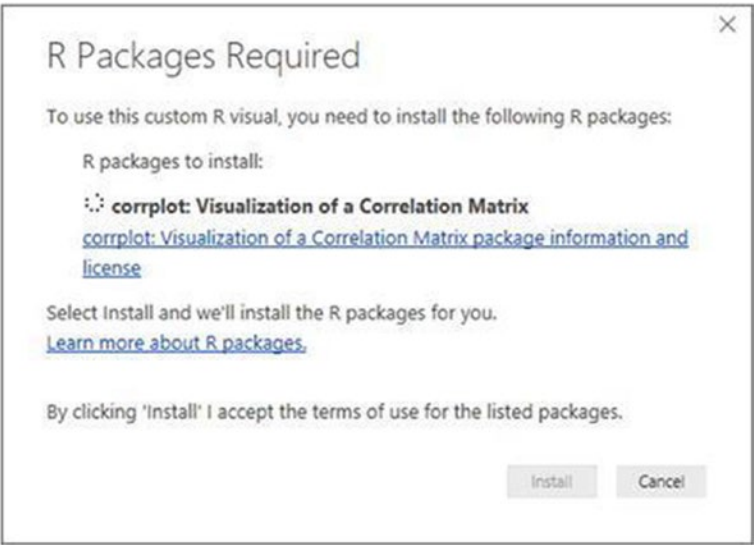 R Packages Required
To use this custom R visual, you need to install the following R packages:
R packages to install:
corrplot: Visualization of a Correlation Matrix
corrplot: Visualization of a Correlation Matrix package information and
license
Select Install and we'll install the R packages for you.
Learn more about R packages.
By clicking 'Install' I accept the terms of use for the listed packages.
Install Cancel